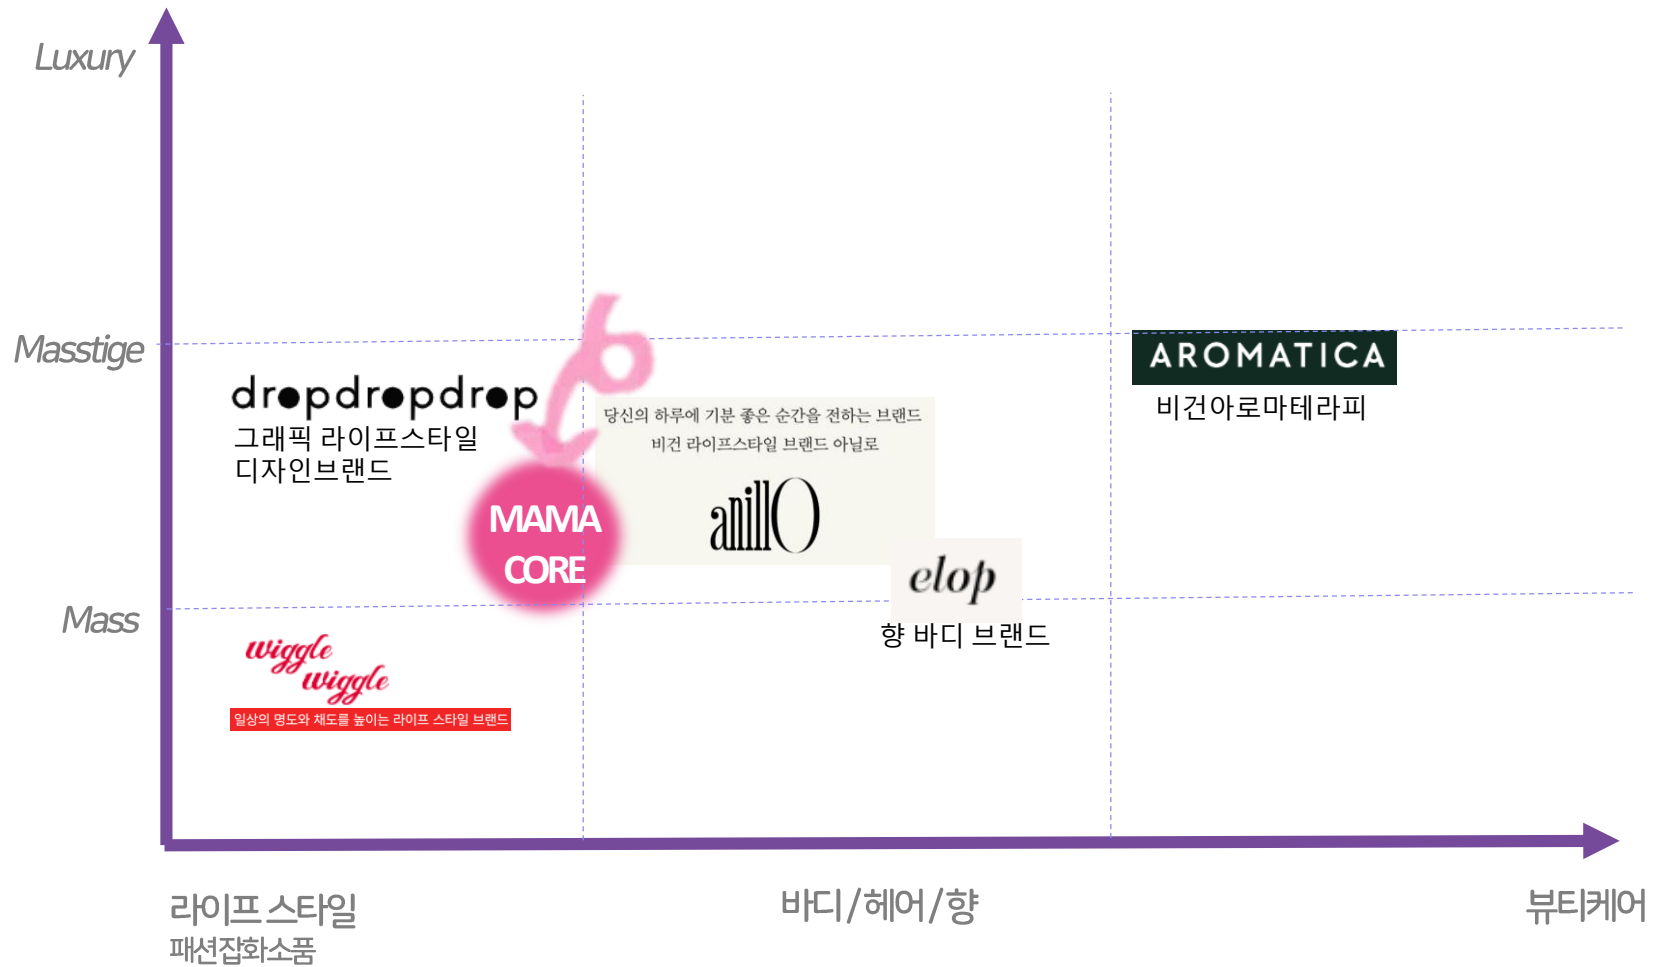 Luxury
Masstige
AROMATICA
비건아로마테라피
dropdropdrop
그래픽 라이프스타일
디자인브랜드
당신의 하루에 기분 좋은 순간을 전하는 브랜드
비건 라이프스타일 브랜드 아닐로
anillO
MAMA
CORE
elop
향 바디 브랜드
Mass
wiggle
wiggle
일상의 명도와 채도를 높이는 라이프 스타일 브랜드
라이프 스타일
패션잡화소품
바디/헤어/향
뷰티케어